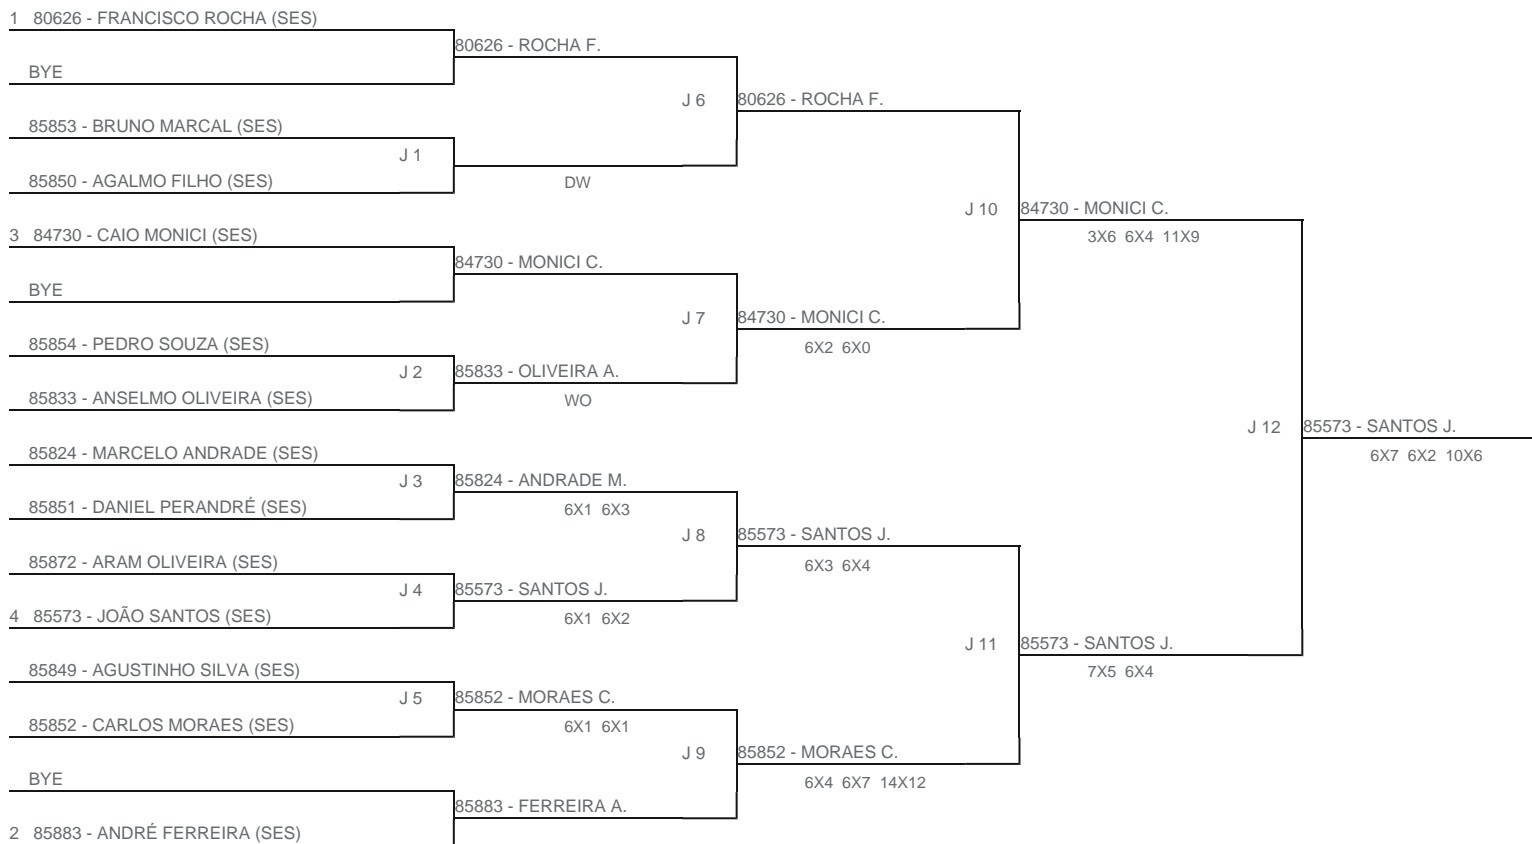 1 80626 - FRANCISCO ROCHA (SES)
80626 - ROCHA F.
BYE
J 6 80626 - ROCHA F.
85853 - BRUNO MARCAL (SES)
J 1
85850 - AGALMO FILHO (SES)
DW
J 10 84730 - MONICI C.
3X6 6X4 11X9
3 84730 - CAIO MONICI (SES)
84730 - MONICI C.
BYE
J 7 84730 - MONICI C.
6X2 6X0
85854 - PEDRO SOUZA (SES)
J 2 85833 - OLIVEIRA A.
85833 - ANSELMO OLIVEIRA (SES)
WO
J 12 85573 - SANTOS J.
6X7 6X2 10X6
85824 - MARCELO ANDRADE (SES)
J 3 85824 - ANDRADE M.
85851 - DANIEL PERANDRÉ (SES)
6X1 6X3
J 8 85573 - SANTOS J.
6X3 6X4
85872 - ARAM OLIVEIRA (SES)
J 4 85573 - SANTOS J.
4 85573 - JOÃO SANTOS (SES)
6X1 6X2
J 11 85573 - SANTOS J.
7X5 6X4
85849 - AGUSTINHO SILVA (SES)
J 5 85852 - MORAES C.
85852 - CARLOS MORAES (SES)
6X1 6X1
J 9 85852 - MORAES C.
6X4 6X7 14X12
BYE
85883 - FERREIRA A.
2 85883 - ANDRÉ FERREIRA (SES)